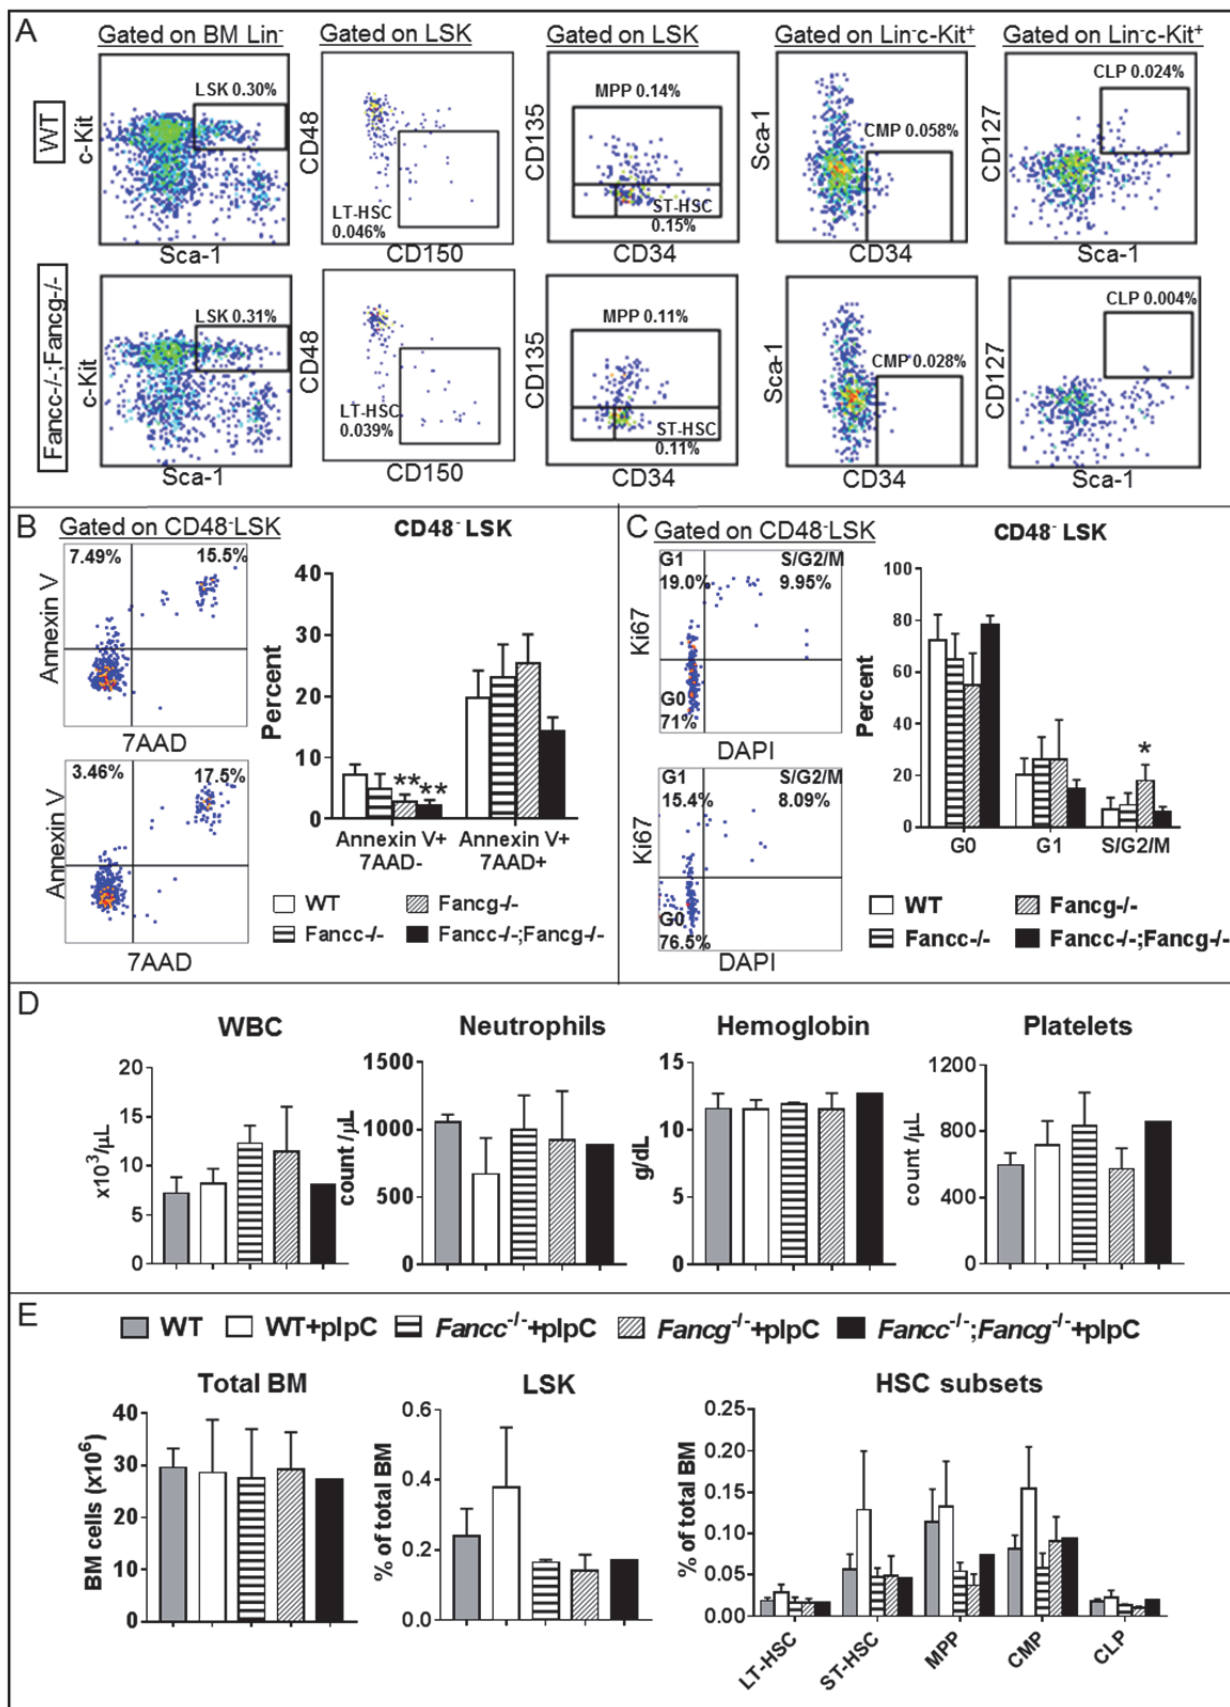 A
Gated on BM Lin-
Gated on LSK
Gated on LSK
Gated on Lin-c-Kit+
Gated on Lin-c-Kit+
WT
c-Kit
LSK 0.30%
Sca-1
CD48
LT-HSC
0.046%
CD150
CD135
MPP 0.14%
ST-HSC
0.15%
CD34
Sca-1
CMP 0.058%
CD34
CD127
CLP 0.024%
Sca-1
Fancc-/-;Fancg-/-
c-Kit
LSK 0.31%
Sca-1
CD48
LT-HSC
0.039%
CD150
CD135
MPP 0.11%
ST-HSC
0.11%
CD34
Sca-1
CMP 0.028%
CD34
CD127
CLP 0.004%
Sca-1
B
Gated on CD48-LSK
7.49%
15.5%
Annexin V
7AAD
3.46%
17.5%
Annexin V
7AAD
CD48- LSK
Percent
40
30
20
10
0
**
**
Annexin V+
7AAD-
Annexin V+
7AAD+
WT
Fancg-/-
Fancc-/-
Fancc-/-;Fancg-/-
C
Gated on CD48-LSK
G1
19.0%
S/G2/M
9.95%
Ki67
G0
71%
DAPI
G1
15.4%
S/G2/M
8.09%
Ki67
G0
76.5%
DAPI
CD48- LSK
Percent
100
80
60
40
20
0
*
G0
G1
S/G2/M
WT
Fancg-/-
Fancc-/-
Fancc-/-;Fancg-/-
D
WBC
x10³/µL
20
15
10
5
0
Neutrophils
count /µL
1500
1000
500
0
Hemoglobin
g/dL
15
10
5
0
Platelets
count /µL
1200
800
400
0
E
WT
WT+pIpC
Fancc-/-+pIpC
Fancg-/-+pIpC
Fancc-/-;Fancg-/-+pIpC
Total BM
BM cells (x10⁶)
40
30
20
10
0
LSK
% of total BM
0.6
0.4
0.2
0.0
HSC subsets
% of total BM
0.25
0.20
0.15
0.10
0.05
0.00
LT-HSC
ST-HSC
MPP
CMP
CLP